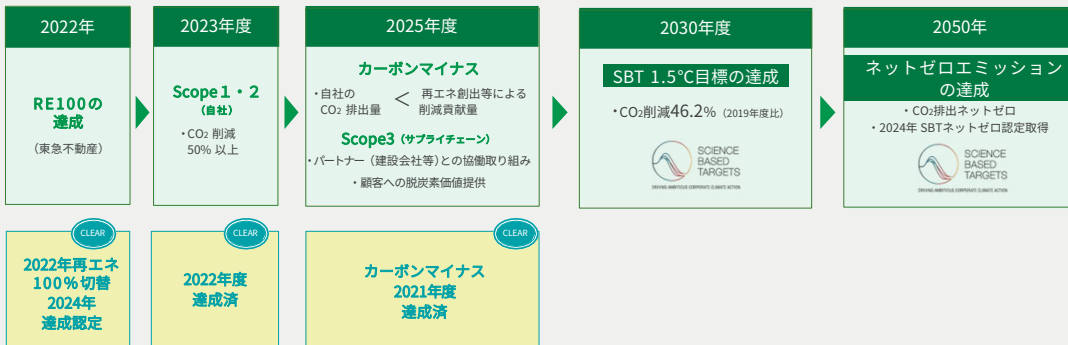 2022年
RE100の
達成
（東急不動産）
2023年度
Scope１・２
（自社）
・CO2 削減
50% 以上
2025年度
カーボンマイナス
・自社の
CO2 排出量
＜
再エネ創出等による
削減貢献量
Scope3（サプライチェーン）
・パートナー（建設会社等）との協働取り組み
・顧客への脱炭素価値提供
2030年度
SBT 1.5℃目標の達成
・CO2削減46.2%（2019年度比）
SCIENCE
BASED
TARGETS
DRIVING AMBITIOUS CORPORATE CLIMATE ACTION
2050年
ネットゼロエミッション
の達成
・CO2排出ネットゼロ
・2024年 SBTネットゼロ認定取得
SCIENCE
BASED
TARGETS
DRIVING AMBITIOUS CORPORATE CLIMATE ACTION
CLEAR
2022年再エネ
100％切替
2024年
達成認定
CLEAR
2022年度
達成済
CLEAR
カーボンマイナス
2021年度
達成済